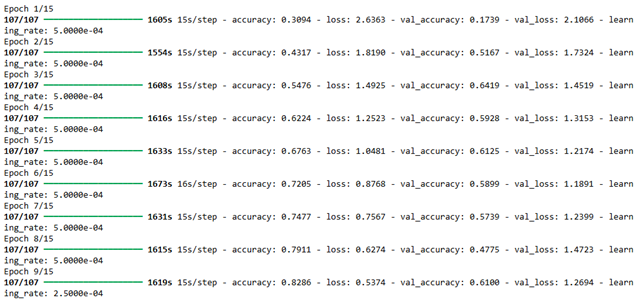 Epoch 1/15
107/107 ━━━━━━━━━━━━━━━━━━━━ 1605s 15s/step - accuracy: 0.3094 - loss: 2.6363 - val_accuracy: 0.1739 - val_loss: 2.1066 - learn
ing_rate: 5.0000e-04
Epoch 2/15
107/107 ━━━━━━━━━━━━━━━━━━━━ 1554s 15s/step - accuracy: 0.4317 - loss: 1.8190 - val_accuracy: 0.5167 - val_loss: 1.7324 - learn
ing_rate: 5.0000e-04
Epoch 3/15
107/107 ━━━━━━━━━━━━━━━━━━━━ 1608s 15s/step - accuracy: 0.5476 - loss: 1.4925 - val_accuracy: 0.6419 - val_loss: 1.4519 - learn
ing_rate: 5.0000e-04
Epoch 4/15
107/107 ━━━━━━━━━━━━━━━━━━━━ 1616s 15s/step - accuracy: 0.6224 - loss: 1.2523 - val_accuracy: 0.5928 - val_loss: 1.3153 - learn
ing_rate: 5.0000e-04
Epoch 5/15
107/107 ━━━━━━━━━━━━━━━━━━━━ 1633s 15s/step - accuracy: 0.6763 - loss: 1.0481 - val_accuracy: 0.6125 - val_loss: 1.2174 - learn
ing_rate: 5.0000e-04
Epoch 6/15
107/107 ━━━━━━━━━━━━━━━━━━━━ 1673s 16s/step - accuracy: 0.7205 - loss: 0.8768 - val_accuracy: 0.5899 - val_loss: 1.1891 - learn
ing_rate: 5.0000e-04
Epoch 7/15
107/107 ━━━━━━━━━━━━━━━━━━━━ 1631s 15s/step - accuracy: 0.7477 - loss: 0.7567 - val_accuracy: 0.5739 - val_loss: 1.2399 - learn
ing_rate: 5.0000e-04
Epoch 8/15
107/107 ━━━━━━━━━━━━━━━━━━━━ 1615s 15s/step - accuracy: 0.7911 - loss: 0.6274 - val_accuracy: 0.4775 - val_loss: 1.4723 - learn
ing_rate: 5.0000e-04
Epoch 9/15
107/107 ━━━━━━━━━━━━━━━━━━━━ 1619s 15s/step - accuracy: 0.8286 - loss: 0.5374 - val_accuracy: 0.6100 - val_loss: 1.2694 - learn
ing_rate: 2.5000e-04